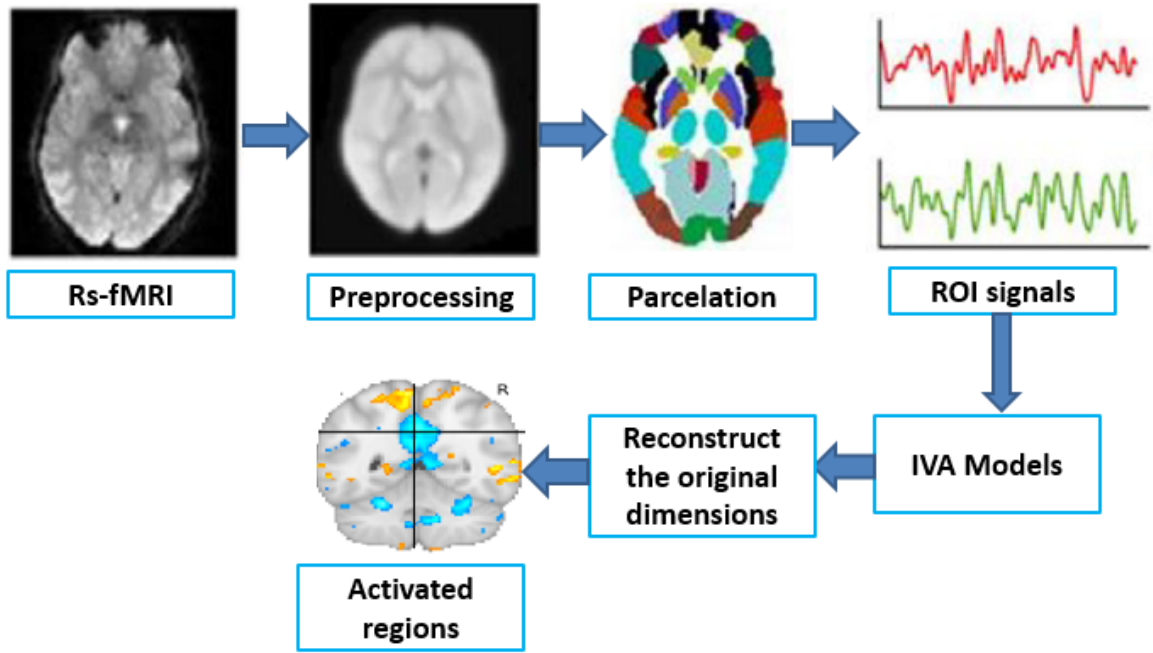 Rs-fMRI
Preprocessing
Parcelation
ROI signals
R
Reconstruct
the original
dimensions
IVA Models
Activated
regions